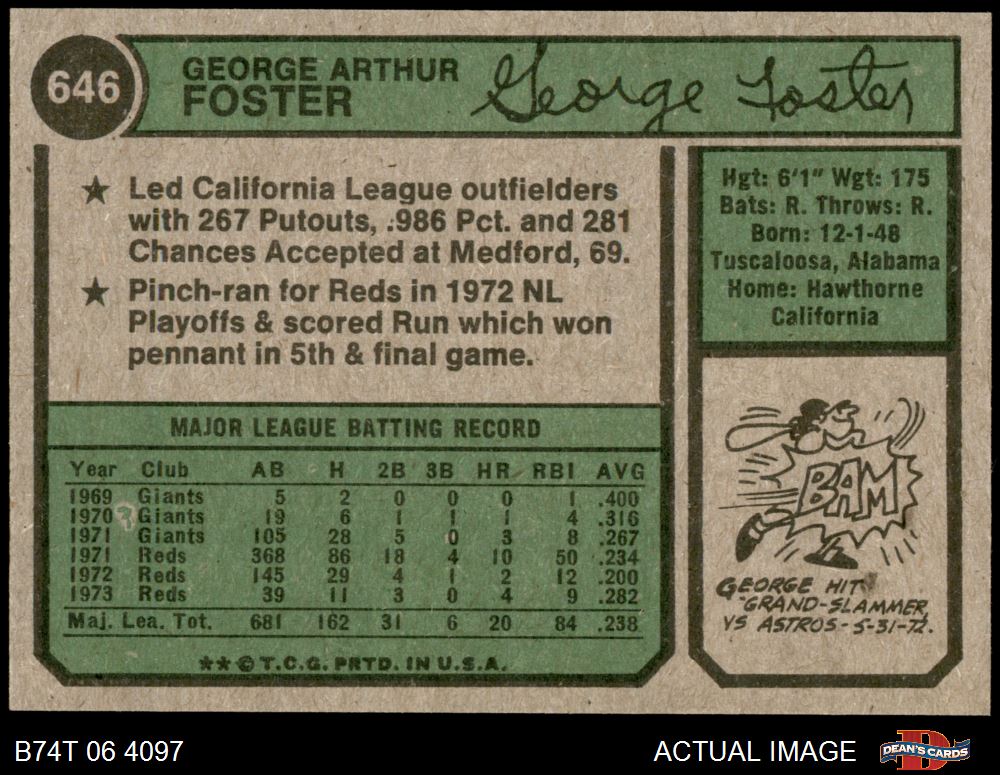 646
GEORGE ARTHUR
FOSTER
George Foster
★ Led California League outfielders
with 267 Putouts, .986 Pct. and 281
Chances Accepted at Medford, 69.
★ Pinch-ran for Reds in 1972 NL
Playoffs & scored Run which won
pennant in 5th & final game.
Hgt: 6'1" Wgt: 175
Bats: R. Throws: R.
Born: 12-1-48
Tuscaloosa, Alabama
Home: Hawthorne
California
MAJOR LEAGUE BATTING RECORD
Year Club AB H 2B 3B HR RBI AVG
1969 Giants 5 2 0 0 0 1 .400
1970 Giants 19 6 1 1 1 4 .316
1971 Giants 105 28 5 0 3 8 .267
1971 Reds 368 86 18 4 10 50 .234
1972 Reds 145 29 4 1 2 12 .200
1973 Reds 39 11 3 0 4 9 .282
Maj. Lea. Tot. 681 162 31 6 20 84 .238
★★©T.C.G. PRTD. IN U.S.A.
BAM!
GEORGE HIT
GRAND-SLAMMER
VS ASTROS-5-31-72.
B74T 06 4097
ACTUAL IMAGE
D
DEAN'S CARDS